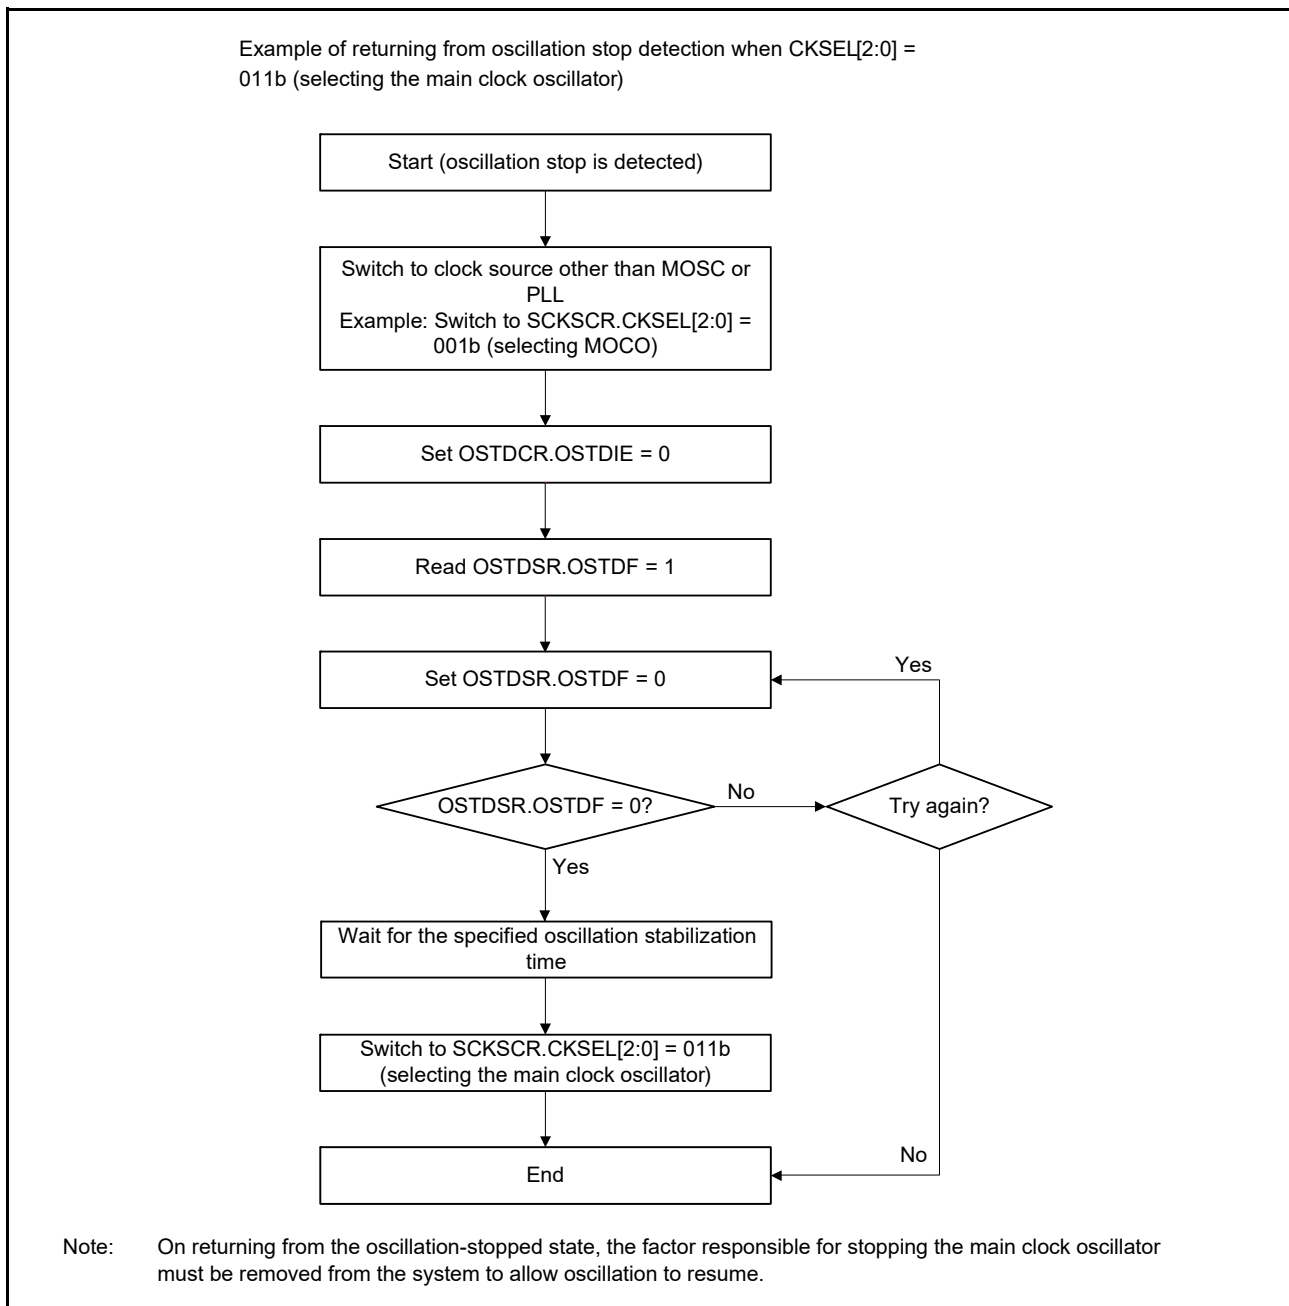 Example of returning from oscillation stop detection when CKSEL[2:0] =
011b (selecting the main clock oscillator)
Start (oscillation stop is detected)
Switch to clock source other than MOSC or
PLL
Example: Switch to SCKSCR.CKSEL[2:0] =
001b (selecting MOCO)
Set OSTDCR.OSTDIE = 0
Read OSTDSR.OSTDF = 1
Set OSTDSR.OSTDF = 0
Yes
OSTDSR.OSTDF = 0?
No
Try again?
Yes
Wait for the specified oscillation stabilization
time
Switch to SCKSCR.CKSEL[2:0] = 011b
(selecting the main clock oscillator)
No
End
Note: On returning from the oscillation-stopped state, the factor responsible for stopping the main clock oscillator
must be removed from the system to allow oscillation to resume.